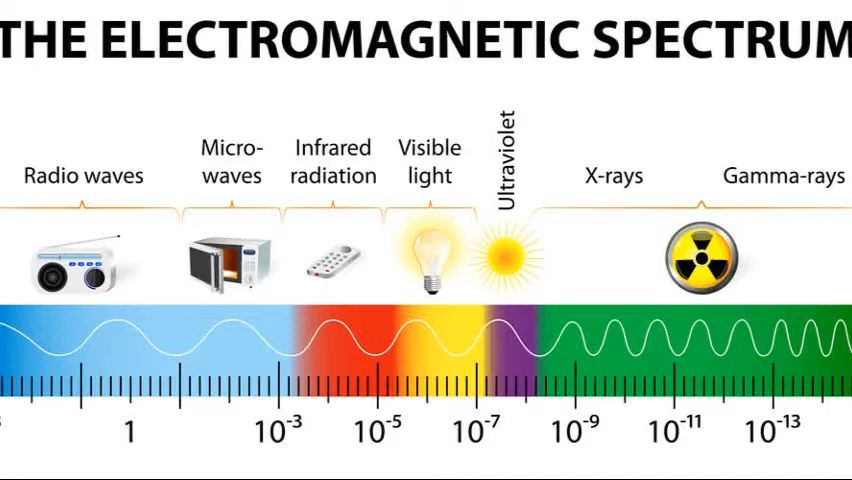 THE ELECTROMAGNETIC SPECTRUM
Radio waves
Micro-
waves
Infrared
radiation
Visible
light
Ultraviolet
X-rays
Gamma-rays
1
10⁻³
10⁻⁵
10⁻⁷
10⁻⁹
10⁻¹¹
10⁻¹³